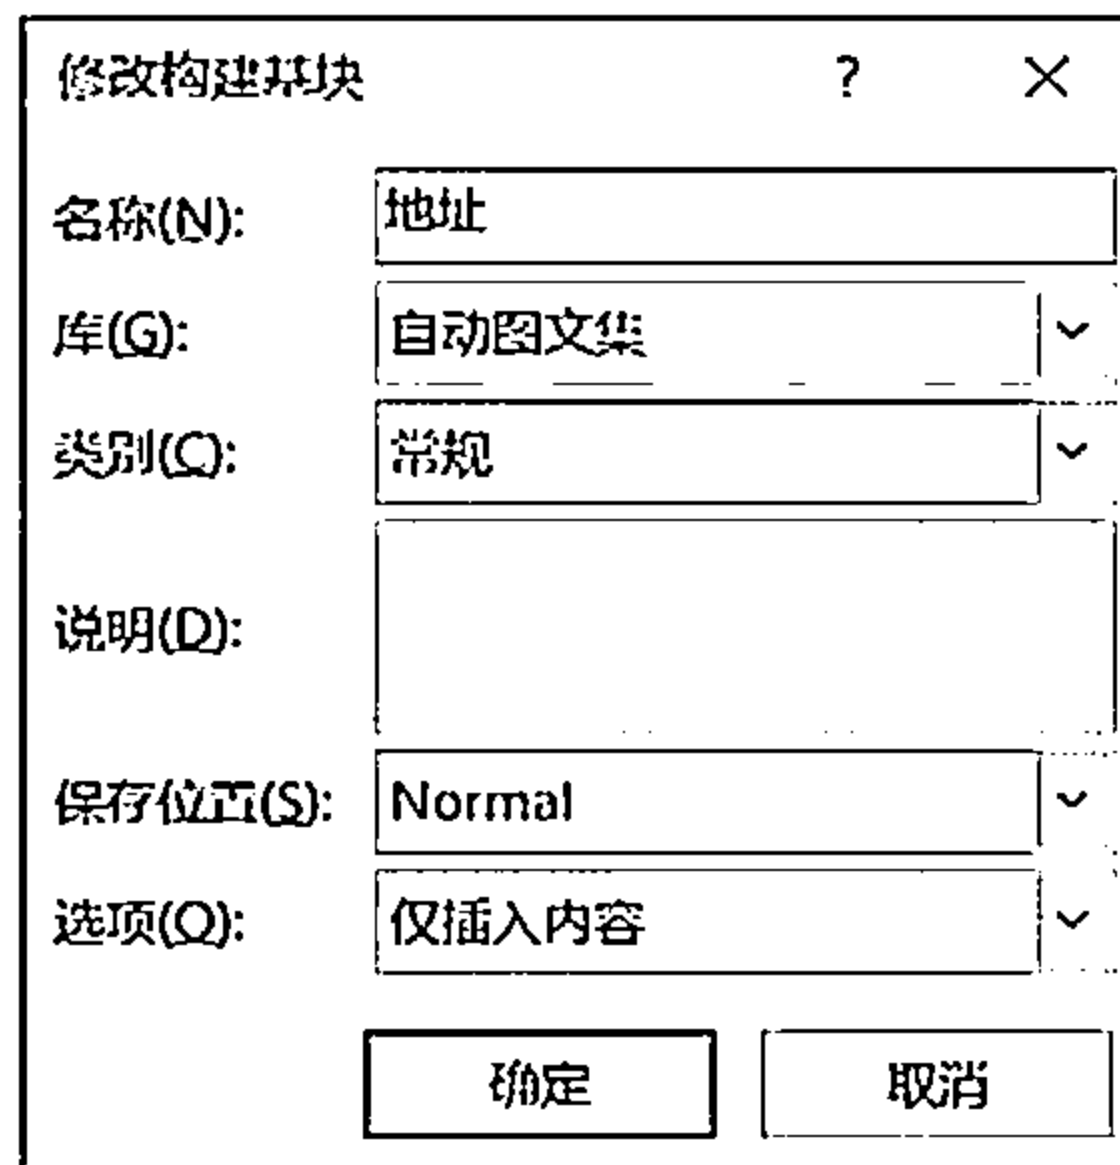 修改构建基块 ? ×
名称(N): 地址
库(G): 自动图文集
类别(C): 常规
说明(D):
保存位置(S): Normal
选项(O): 仅插入内容
确定 取消